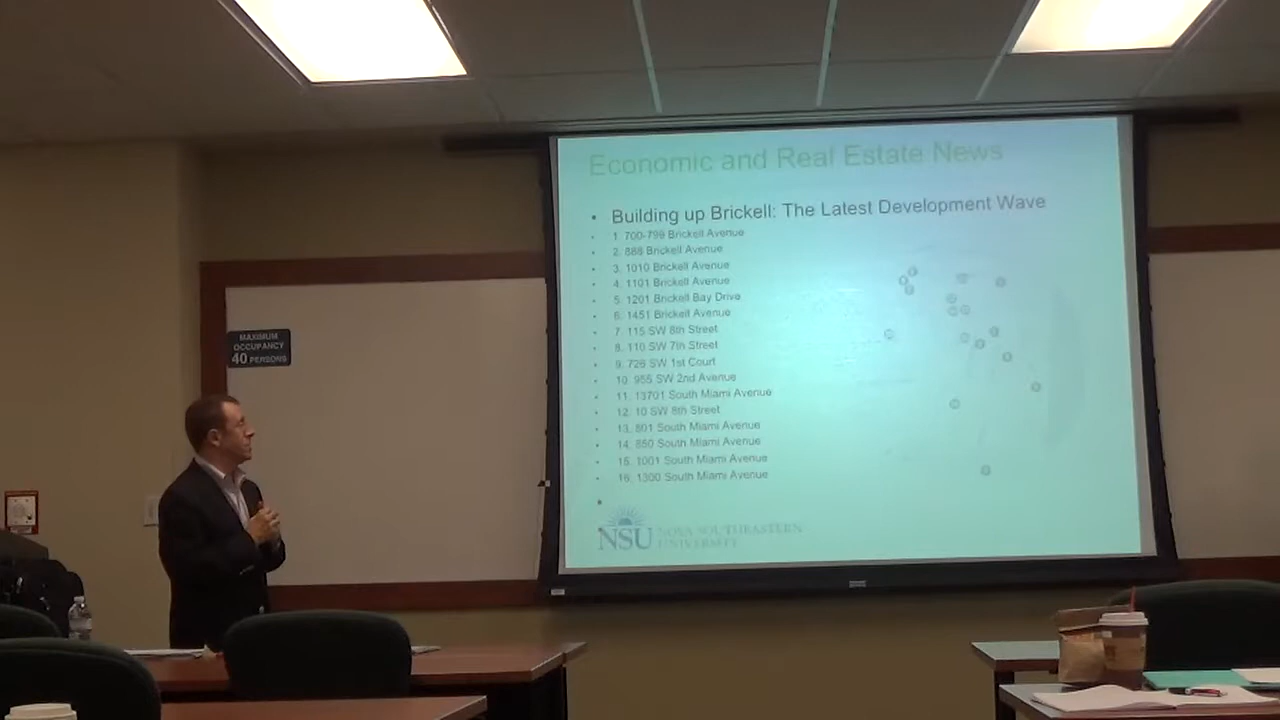 Economic and Real Estate News
• Building up Brickell: The Latest Development Wave
• 1. 700-799 Brickell Avenue
• 2. 888 Brickell Avenue
• 3. 1010 Brickell Avenue
• 4. 1101 Brickell Avenue
• 5. 1201 Brickell Bay Drive
• 6. 1451 Brickell Avenue
• 7. 115 SW 8th Street
• 8. 110 SW 7th Street
• 9. 728 SW 1st Court
• 10. 955 SW 2nd Avenue
• 11. 13701 South Miami Avenue
• 12. 10 SW 8th Street
• 13. 801 South Miami Avenue
• 14. 850 South Miami Avenue
• 15. 1001 South Miami Avenue
• 16. 1300 South Miami Avenue
•
NSU NOVA SOUTHEASTERN
UNIVERSITY
MAXIMUM
OCCUPANCY
40 PERSONS